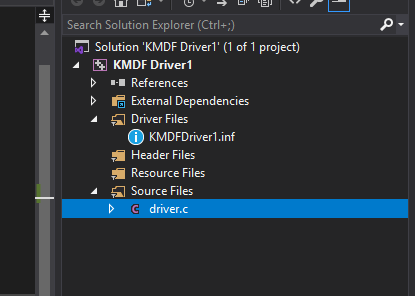 Search Solution Explorer (Ctrl+;)
Solution 'KMDF Driver1' (1 of 1 project)
KMDF Driver1
References
External Dependencies
Driver Files
KMDFDriver1.inf
Header Files
Resource Files
Source Files
driver.c